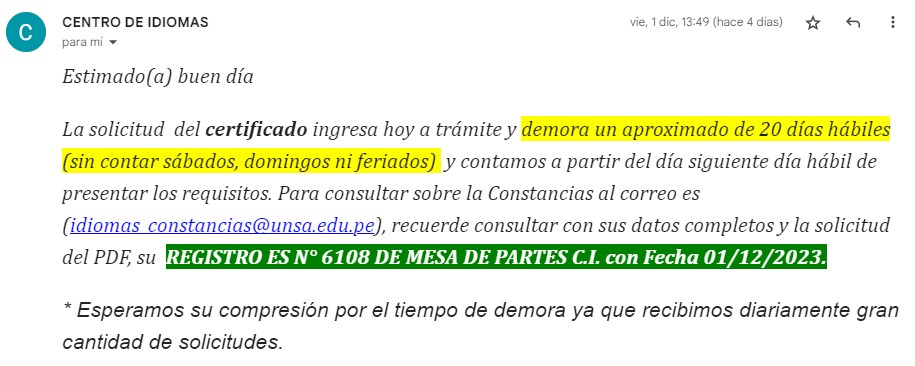 CENTRO DE IDIOMAS
vie, 1 dic, 13:49 (hace 4 días)
C
para mí
Estimado(a) buen día
La solicitud del certificado ingresa hoy a trámite y demora un aproximado de 20 días hábiles
(sin contar sábados, domingos ni feriados) y contamos a partir del día siguiente día hábil de
presentar los requisitos. Para consultar sobre la Constancias al correo es
(idiomas_constancias@unsa.edu.pe), recuerde consultar con sus datos completos y la solicitud
del PDF, su REGISTRO ES N° 6108 DE MESA DE PARTES C.I. con Fecha 01/12/2023.
* Esperamos su compresión por el tiempo de demora ya que recibimos diariamente gran
cantidad de solicitudes.